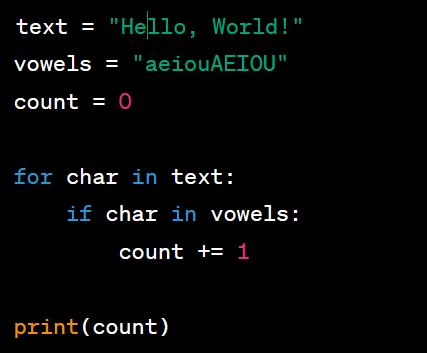 text = "Hello, World!"
vowels = "aeiouAEIOU"
count = 0

for char in text:
    if char in vowels:
        count += 1

print(count)